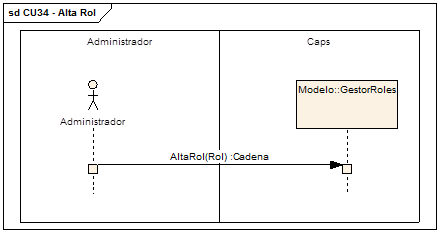 sd CU34 - Alta Rol
Administrador
Caps
Modelo::GestorRoles
Administrador
AltaRol(Rol) :Cadena